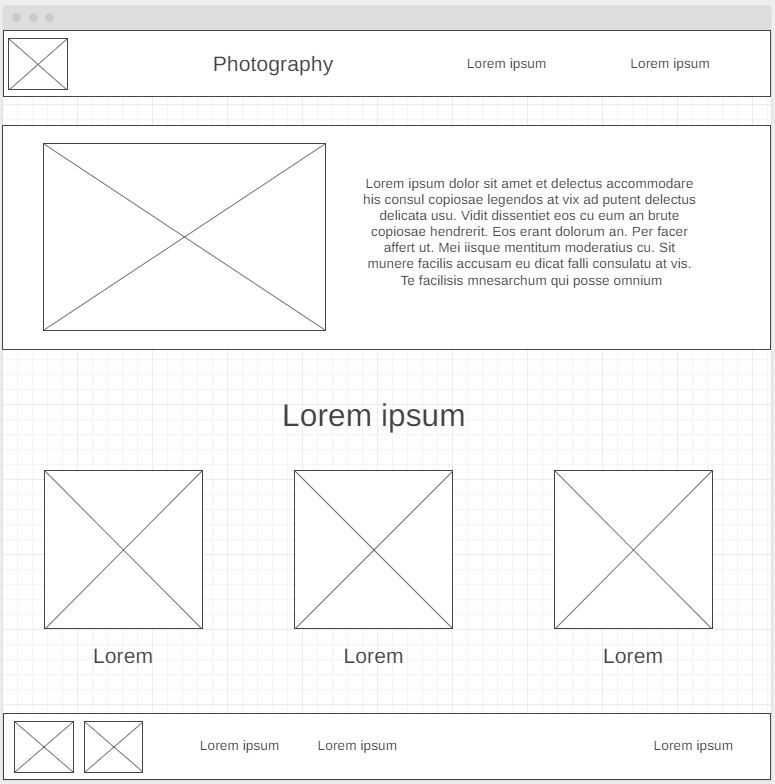 Photography
Lorem ipsum
Lorem ipsum
Lorem ipsum dolor sit amet et delectus accommodare
his consul copiosae legendos at vix ad putent delectus
delicata usu. Vidit dissentiet eos cu eum an brute
copiosae hendrerit. Eos erant dolorum an. Per facer
affert ut. Mei iisque mentitum moderatius cu. Sit
munere facilis accusam eu dicat falli consulatu at vis.
Te facilisis mnesarchum qui posse omnium
Lorem ipsum
Lorem
Lorem
Lorem
Lorem ipsum
Lorem ipsum
Lorem ipsum